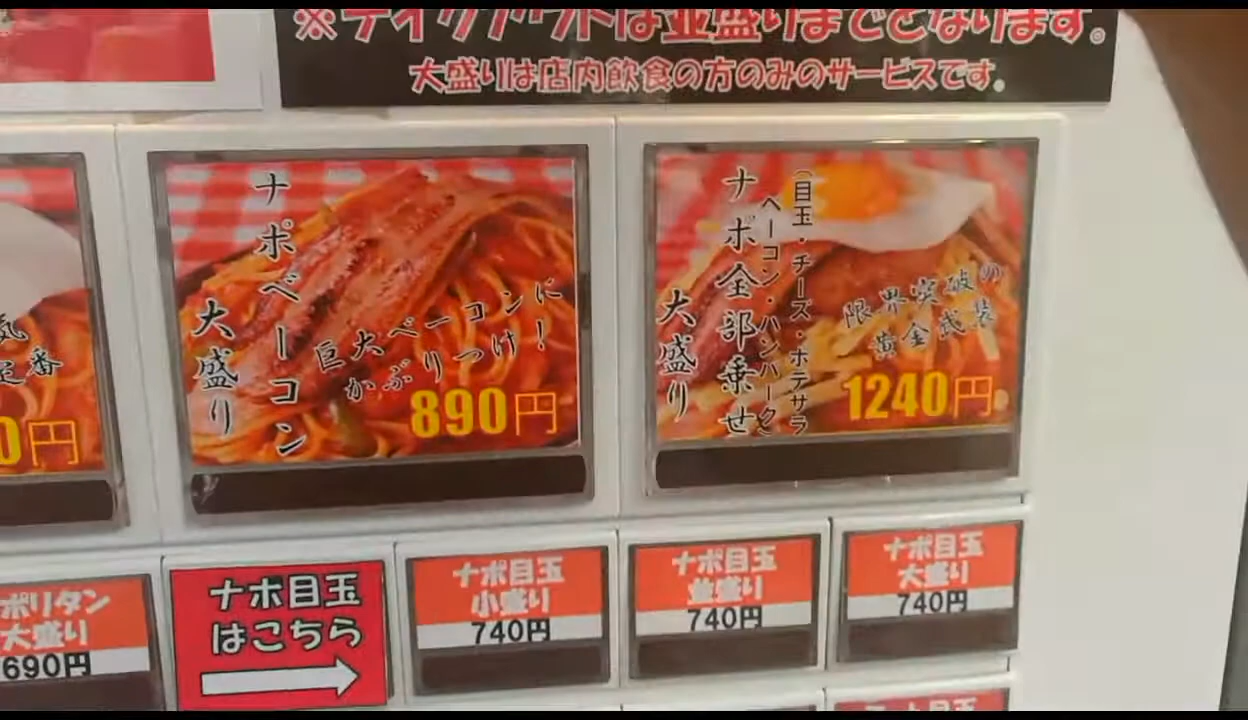 ※テイクアウトは並盛りまでとなります。
大盛りは店内飲食の方のみのサービスです。
定番
0円
ナポベーコン
大盛り
巨大ベーコンに
かぶりつけ!
890円
(目玉・チーズ・ポテサラ
ベーコン・ハンバーグ)
ナポ全部乗せ
大盛り
限界突破の
黄金武装
1240円
ポリタン
大盛り
690円
ナポ目玉
はこちら
ナポ目玉
小盛り
740円
ナポ目玉
並盛り
740円
ナポ目玉
大盛り
740円